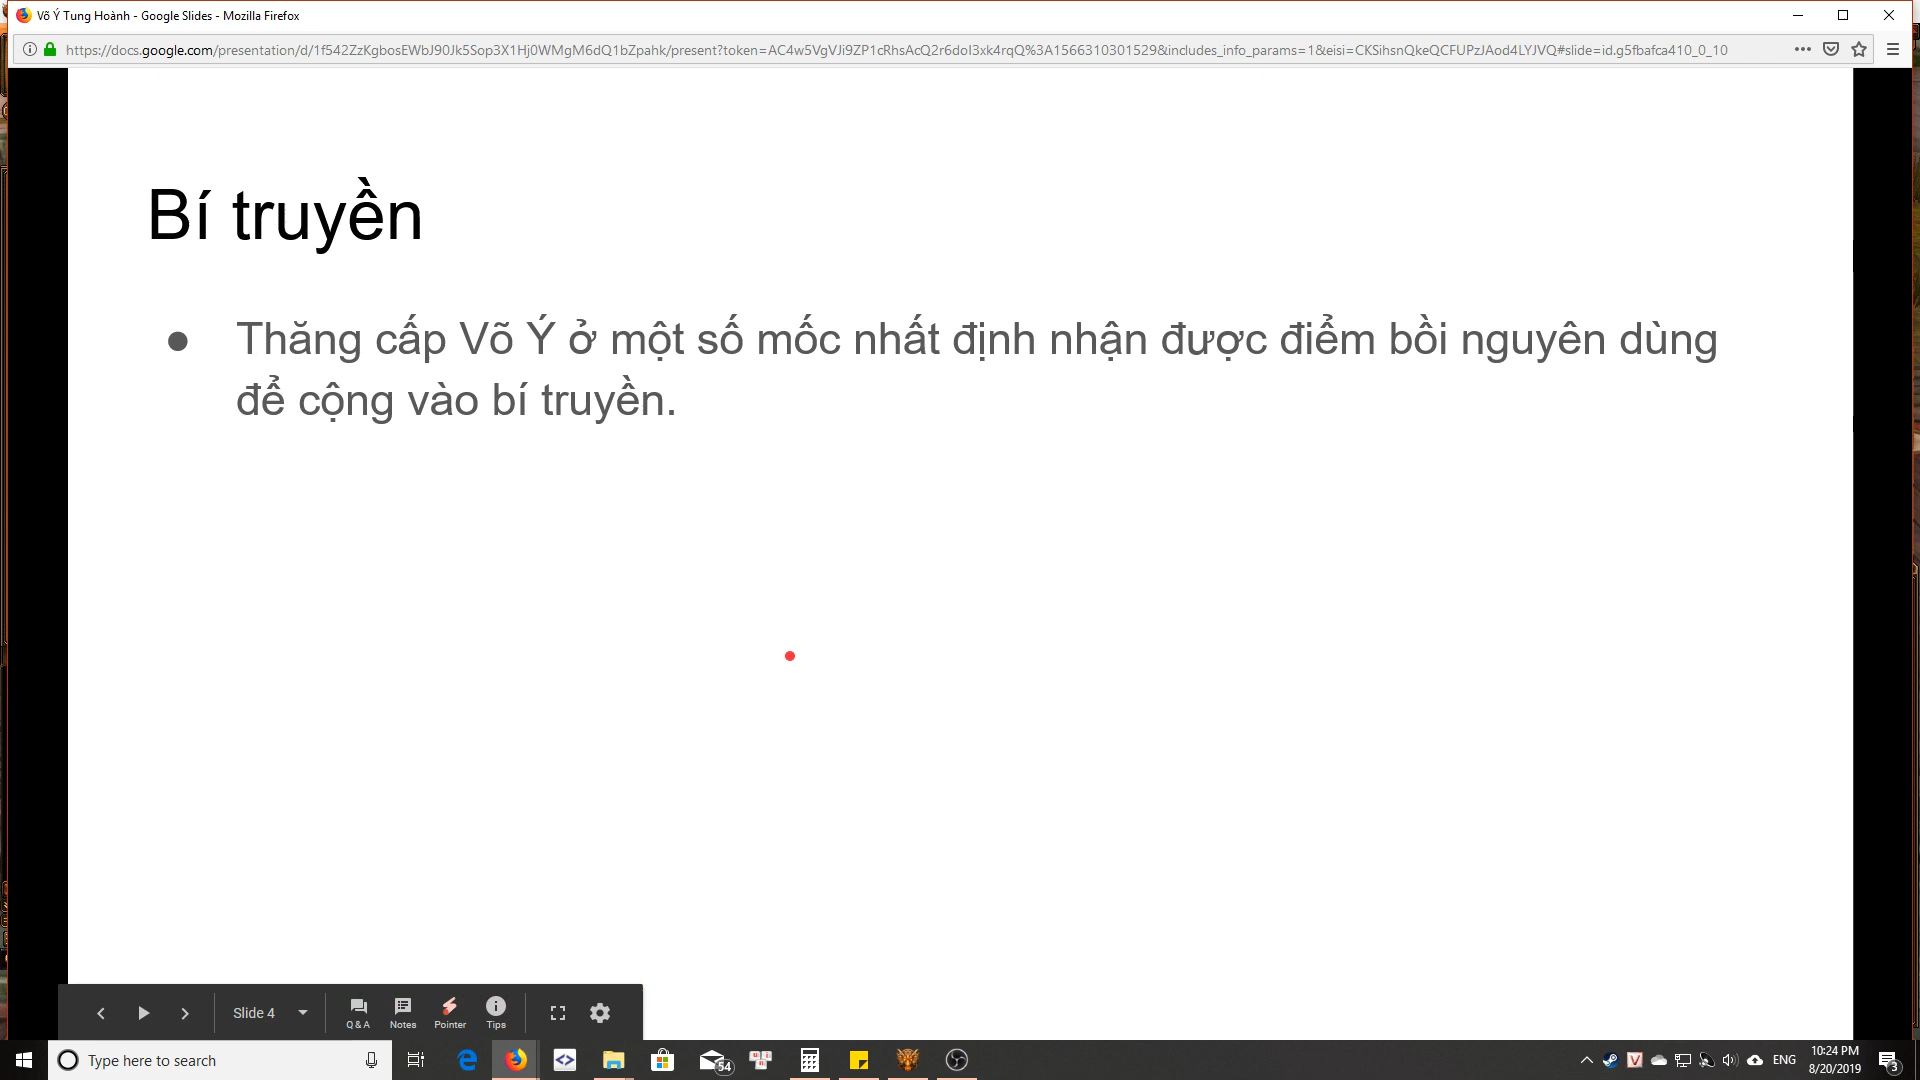 Võ Ý Tung Hoành - Google Slides - Mozilla Firefox
https://docs.google.com/presentation/d/1f542ZzKgbosEWbJ90Jk5Sop3X1Hj0WMgM6dQ1bZpahk/present?token=AC4w5VgVJi9ZP1cRhsAcQ2r6doI3xk4rqQ%3A1566310301529&includes_info_params=1&eisi=CKSihsnQkeQCFUPzJAod4LYJVQ#slide=id.g5fbafca410_0_10
Bí truyền
● Thăng cấp Võ Ý ở một số mốc nhất định nhận được điểm bồi nguyên dùng
để cộng vào bí truyền.
Slide 4
Q & A Notes Pointer Tips
Type here to search
54
ENG
10:24 PM
8/20/2019
3